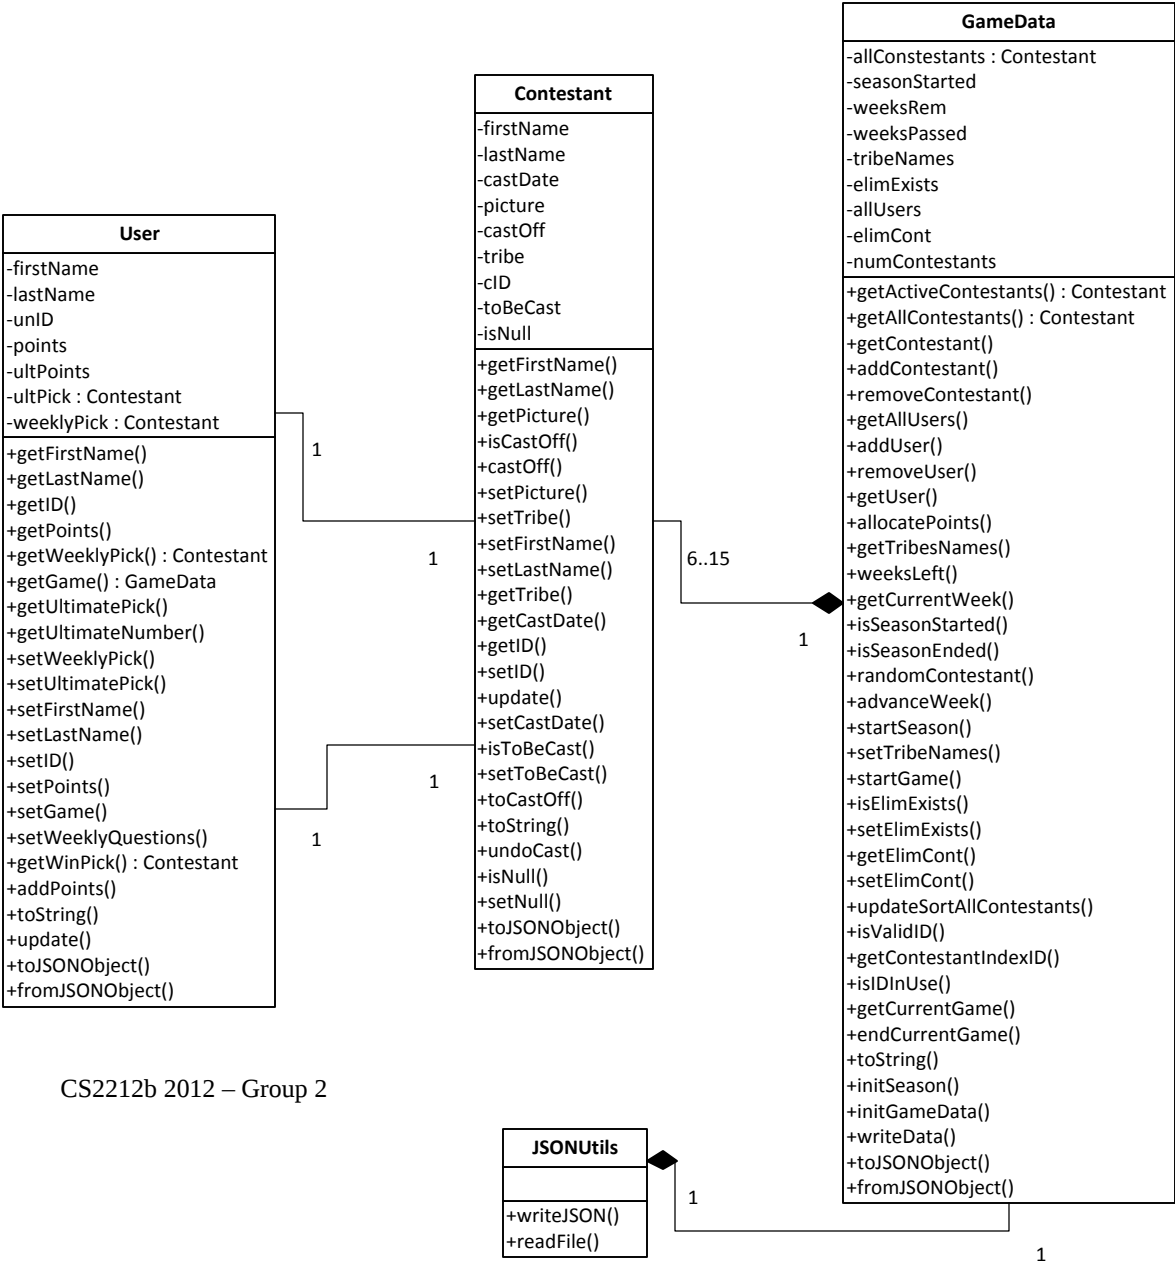 User
-firstName
-lastName
-unID
-points
-ultPoints
-ultPick : Contestant
-weeklyPick : Contestant
+getFirstName()
+getLastName()
+getID()
+getPoints()
+getWeeklyPick() : Contestant
+getGame() : GameData
+getUltimatePick()
+getUltimateNumber()
+setWeeklyPick()
+setUltimatePick()
+setFirstName()
+setLastName()
+setID()
+setPoints()
+setGame()
+setWeeklyQuestions()
+getWinPick() : Contestant
+addPoints()
+toString()
+update()
+toJSONObject()
+fromJSONObject()
1
1
1
1
Contestant
-firstName
-lastName
-castDate
-picture
-castOff
-tribe
-cID
-toBeCast
-isNull
+getFirstName()
+getLastName()
+getPicture()
+isCastOff()
+castOff()
+setPicture()
+setTribe()
+setFirstName()
+setLastName()
+getTribe()
+getCastDate()
+getID()
+setID()
+update()
+setCastDate()
+isToBeCast()
+setToBeCast()
+toCastOff()
+toString()
+undoCast()
+isNull()
+setNull()
+toJSONObject()
+fromJSONObject()
6..15
1
GameData
-allConstestants : Contestant
-seasonStarted
-weeksRem
-weeksPassed
-tribeNames
-elimExists
-allUsers
-elimCont
-numContestants
+getActiveContestants() : Contestant
+getAllContestants() : Contestant
+getContestant()
+addContestant()
+removeContestant()
+getAllUsers()
+addUser()
+removeUser()
+getUser()
+allocatePoints()
+getTribesNames()
+weeksLeft()
+getCurrentWeek()
+isSeasonStarted()
+isSeasonEnded()
+randomContestant()
+advanceWeek()
+startSeason()
+setTribeNames()
+startGame()
+isElimExists()
+setElimExists()
+getElimCont()
+setElimCont()
+updateSortAllContestants()
+isValidID()
+getContestantIndexID()
+isIDInUse()
+getCurrentGame()
+endCurrentGame()
+toString()
+initSeason()
+initGameData()
+writeData()
+toJSONObject()
+fromJSONObject()
CS2212b 2012 – Group 2
JSONUtils
+writeJSON()
+readFile()
1
1